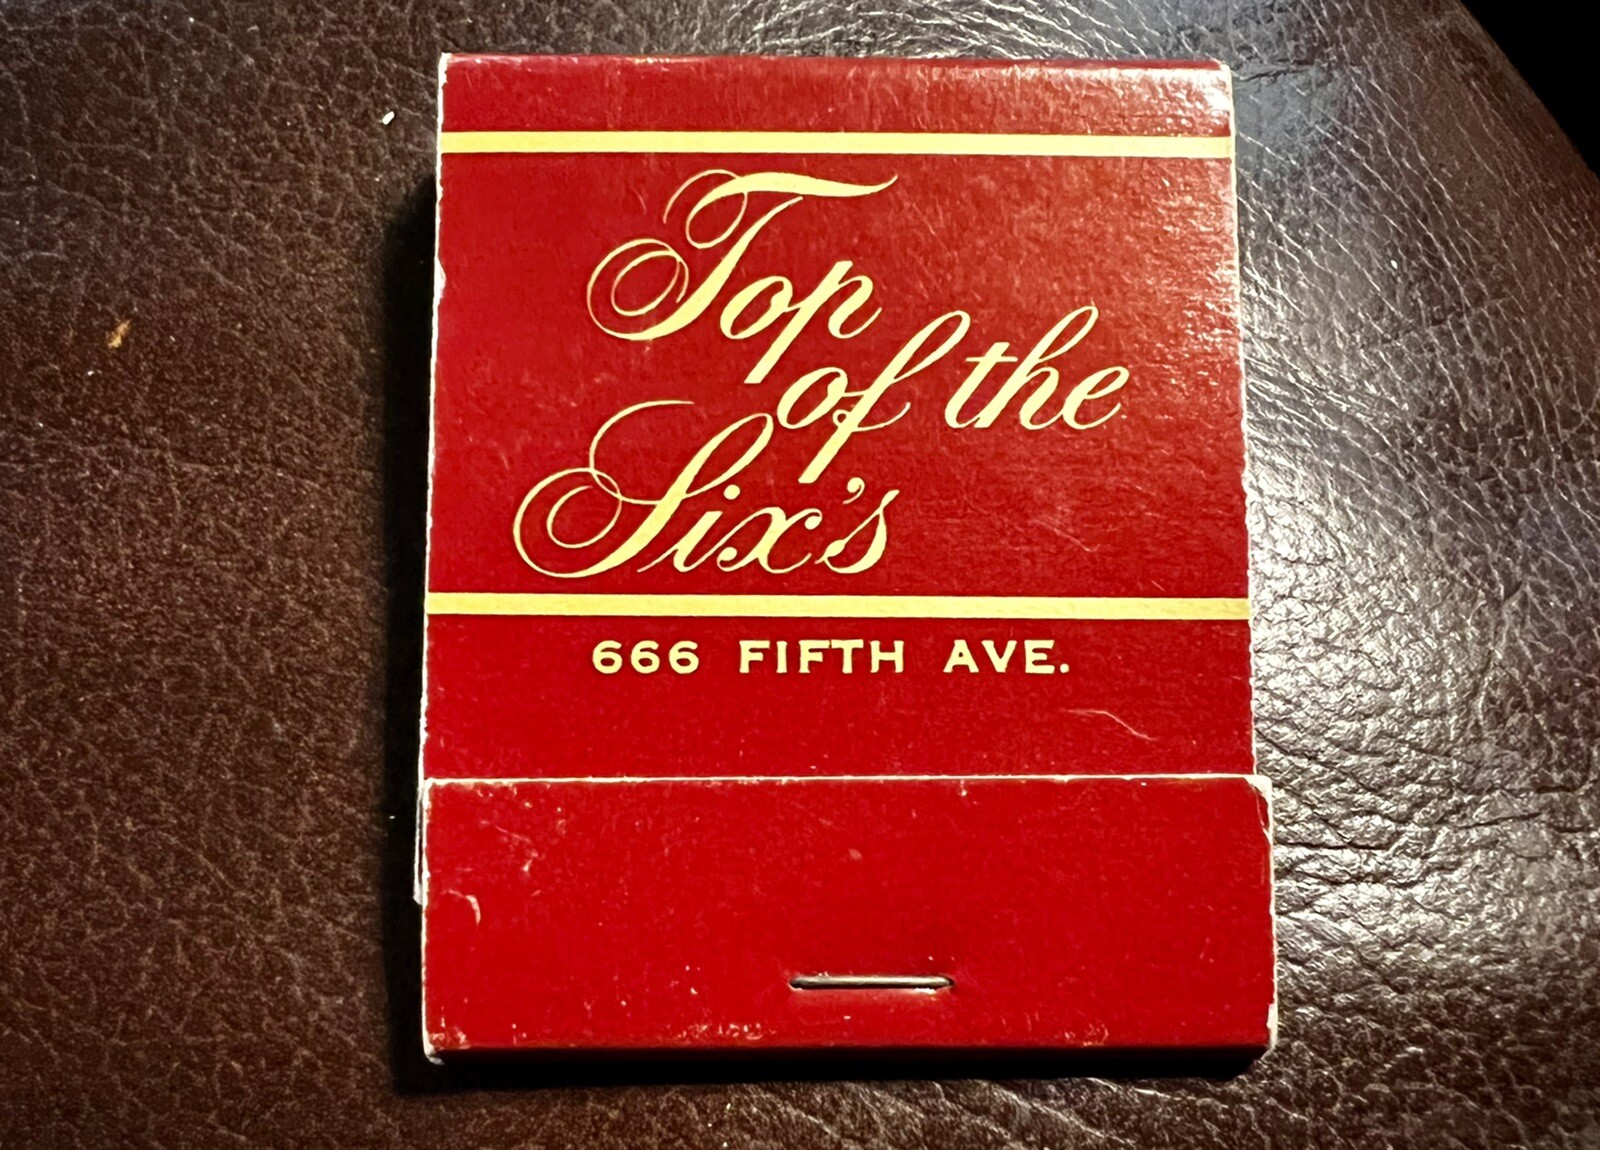 Top
of the
Six's
666 FIFTH AVE.